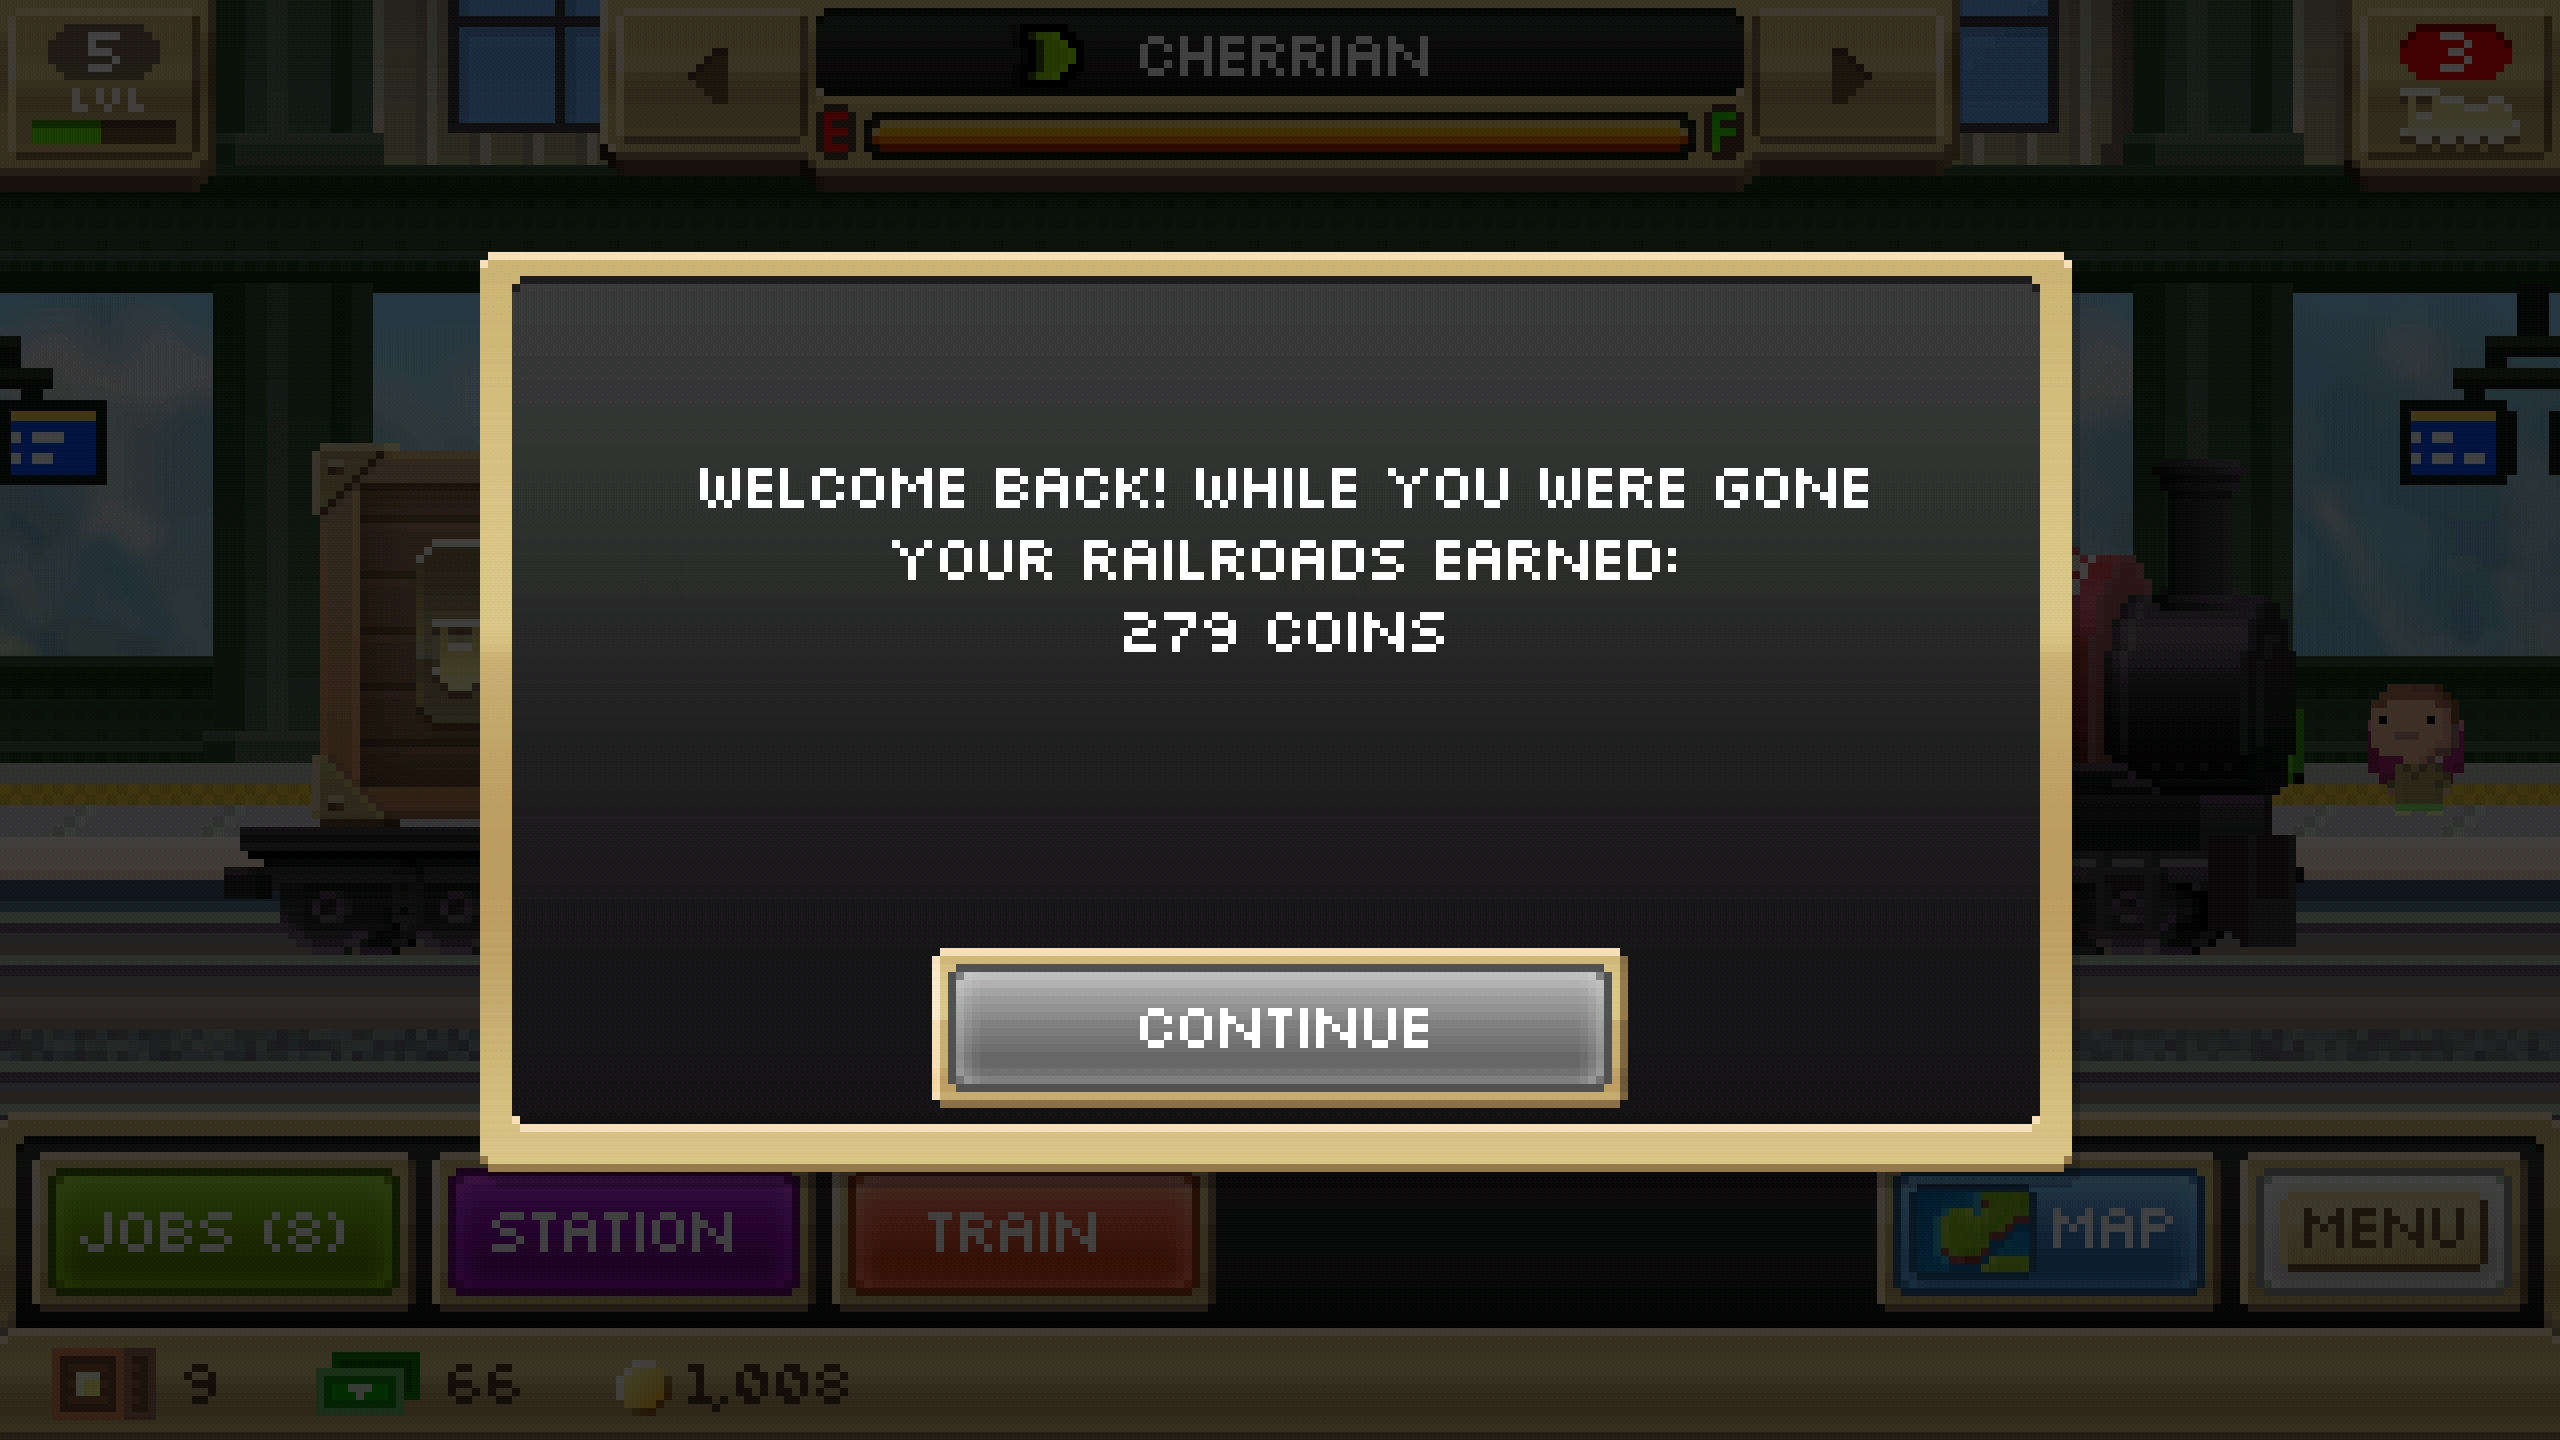 5
LVL
CHERRIAN
E F
3
WELCOME BACK! WHILE YOU WERE GONE
YOUR RAILROADS EARNED:
279 COINS
CONTINUE
JOBS (8)
STATION
TRAIN
MAP
MENU
9
66
1,008